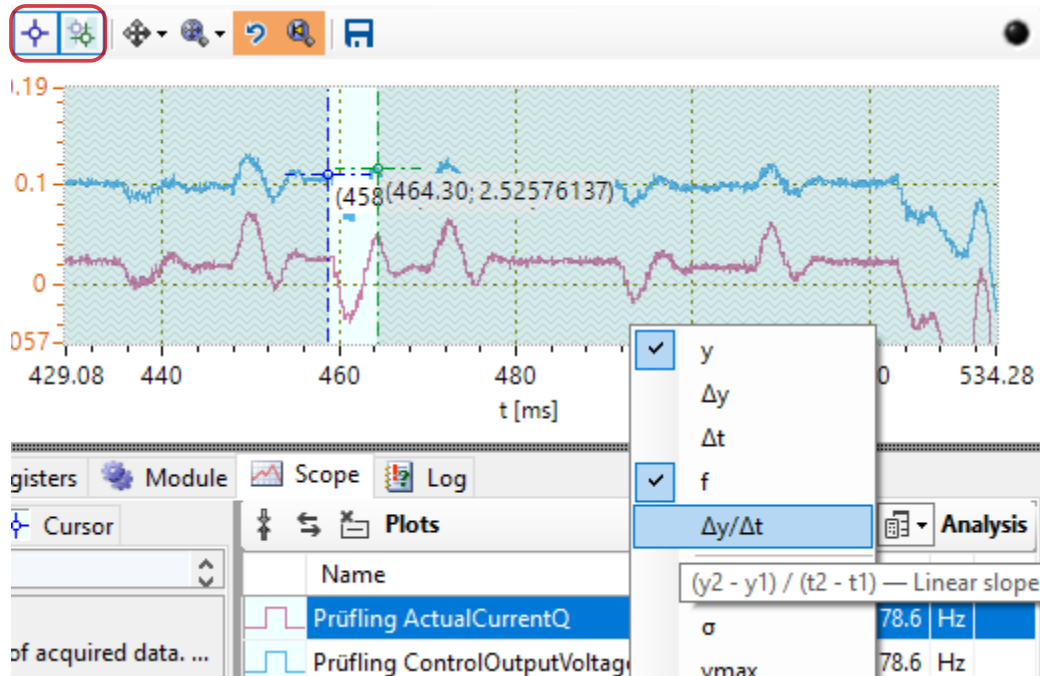 .19
0.1
0
057
(458
(464.30; 2.52576137)
429.08 440 460 480 0 534.28
t [ms]
y
Δy
Δt
f
Δy/Δt
(y2 - y1) / (t2 - t1) — Linear slope
σ
ymax
gisters Module Scope Log
Cursor Plots Analysis
Name
Prüfling ActualCurrentQ 78.6 Hz
of acquired data. ...
Prüfling ControlOutputVoltage 78.6 Hz